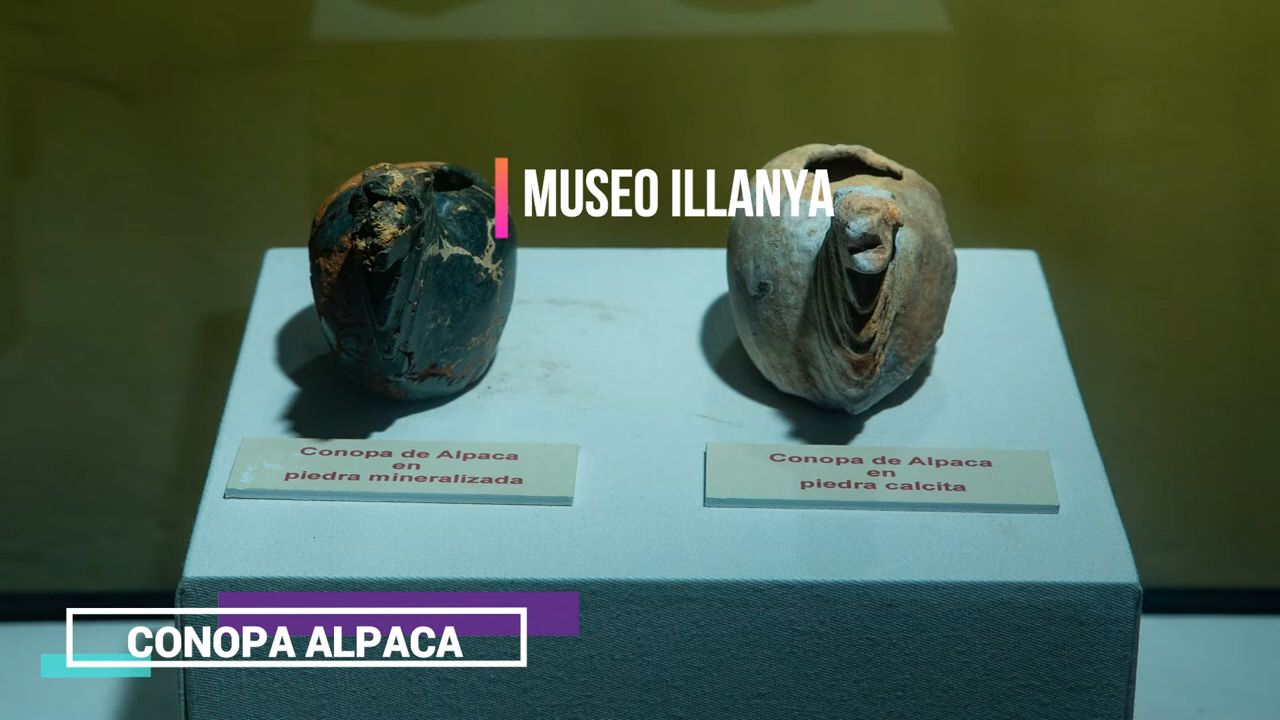 MUSEO ILLANYA
Conopa de Alpaca
en
piedra mineralizada
Conopa de Alpaca
en
piedra calcita
CONOPA ALPACA